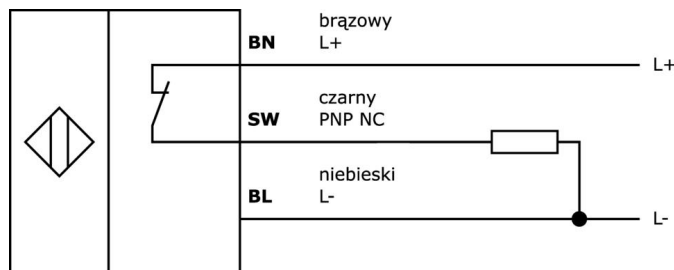 brązowy
BN L+
L+
czarny
SW PNP NC
niebieski
BL L-
L-